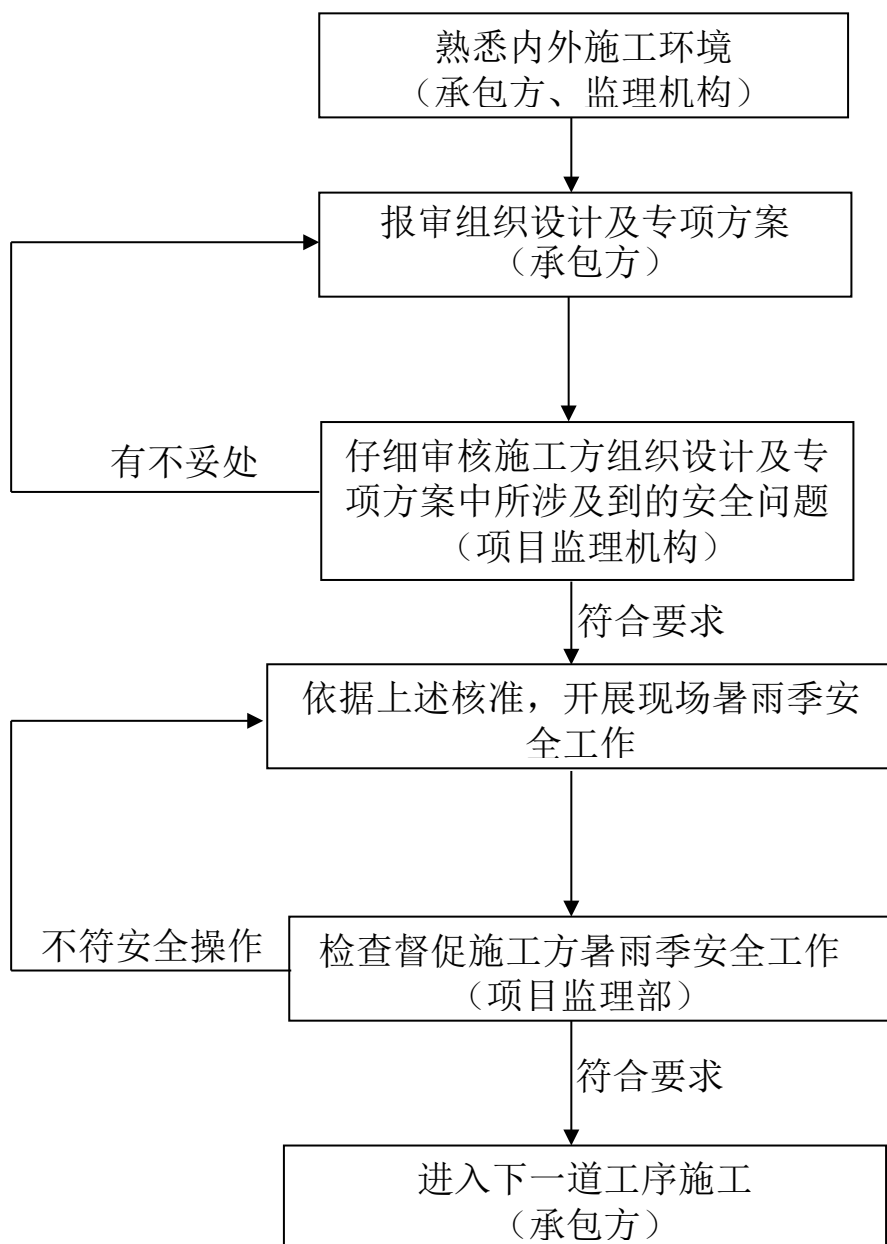 熟悉内外施工环境
（承包方、监理机构）
报审组织设计及专项方案
（承包方）
有不妥处
仔细审核施工方组织设计及专
项方案中所涉及到的安全问题
（项目监理机构）
符合要求
依据上述核准，开展现场暑雨季安
全工作
不符安全操作
检查督促施工方暑雨季安全工作
（项目监理部）
符合要求
进入下一道工序施工
（承包方）